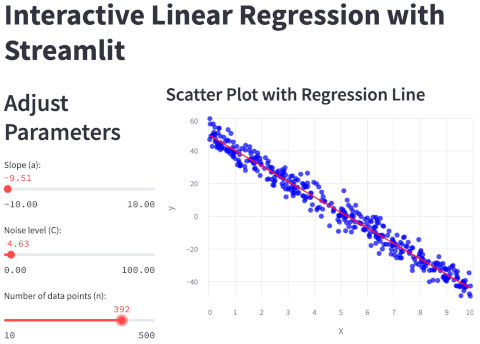 Interactive Linear Regression with
Streamlit
Adjust
Parameters
Slope (a):
−9.51
−10.00 10.00
Noise level (C):
4.63
0.00 100.00
Number of data points (n):
392
10 500
Scatter Plot with Regression Line
60
40
20
0
−20
−40
y
0 1 2 3 4 5 6 7 8 9 10
X